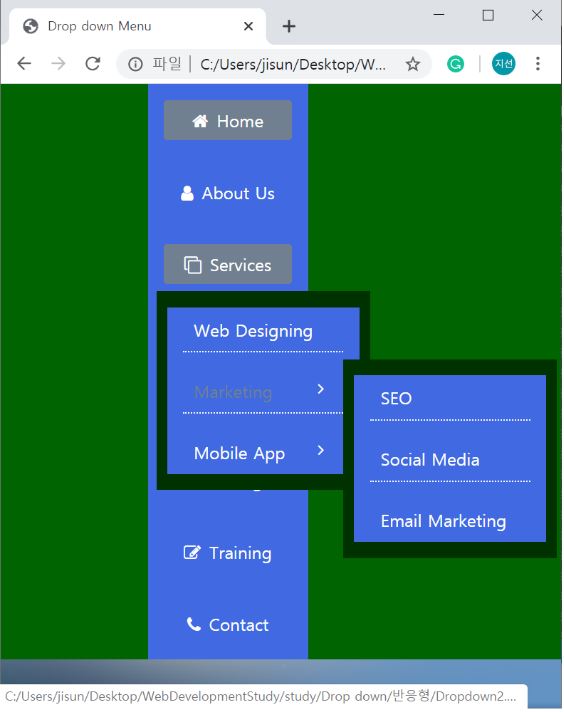 Drop down Menu
파일 | C:/Users/jisun/Desktop/W...
지선
Home
About Us
Services
Web Designing
Marketing
Mobile App
SEO
Social Media
Email Marketing
Training
Contact
C:/Users/jisun/Desktop/WebDevelopmentStudy/study/Drop down/반응형/Dropdown2....